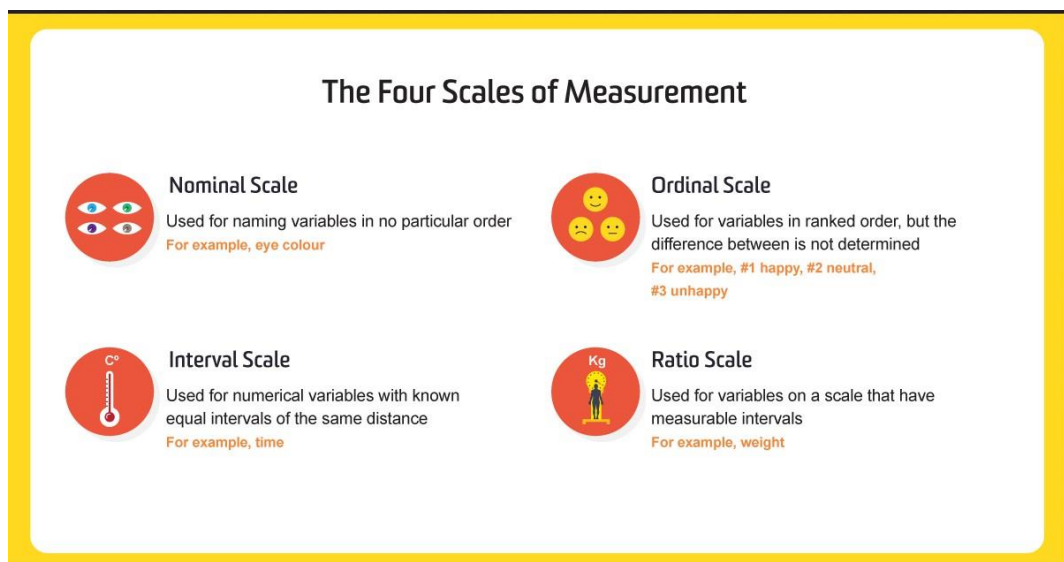 The Four Scales of Measurement
Nominal Scale
Used for naming variables in no particular order
For example, eye colour
Ordinal Scale
Used for variables in ranked order, but the
difference between is not determined
For example, #1 happy, #2 neutral,
#3 unhappy
C°
Interval Scale
Used for numerical variables with known
equal intervals of the same distance
For example, time
Kg
Ratio Scale
Used for variables on a scale that have
measurable intervals
For example, weight